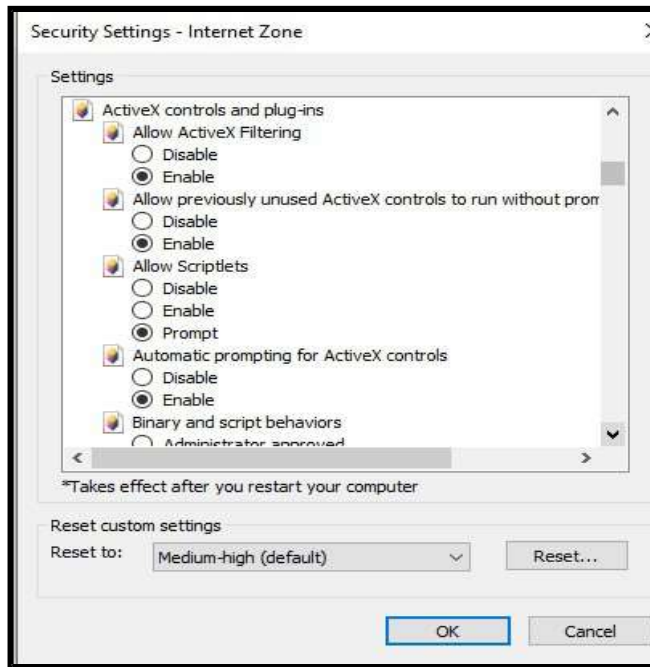 Security Settings - Internet Zone
Settings
ActiveX controls and plug-ins
Allow ActiveX Filtering
Disable
Enable
Allow previously unused ActiveX controls to run without prom
Disable
Enable
Allow Scriptlets
Disable
Enable
Prompt
Automatic prompting for ActiveX controls
Disable
Enable
Binary and script behaviors
Administrator approved
*Takes effect after you restart your computer
Reset custom settings
Reset to: Medium-high (default) Reset...
OK Cancel